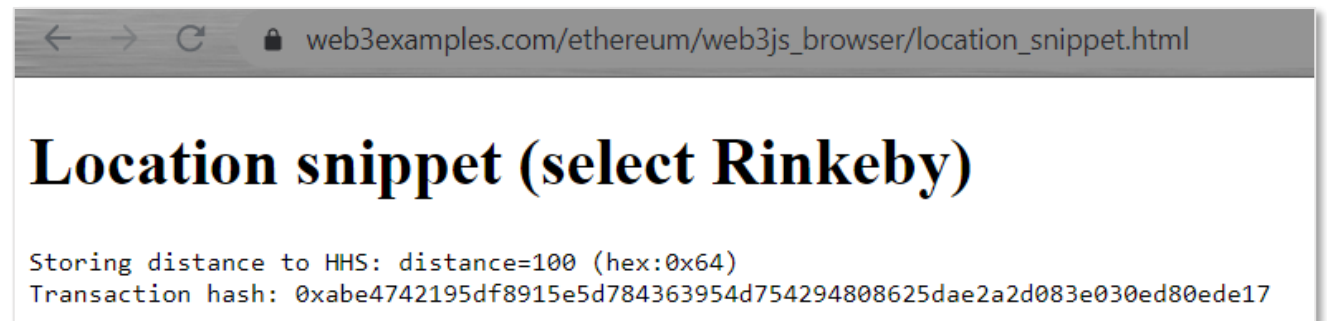 web3examples.com/ethereum/web3js_browser/location_snippet.html
Location snippet (select Rinkeby)
Storing distance to HHS: distance=100 (hex:0x64)
Transaction hash: 0xabe4742195df8915e5d784363954d754294808625dae2a2d083e030ed80ede17